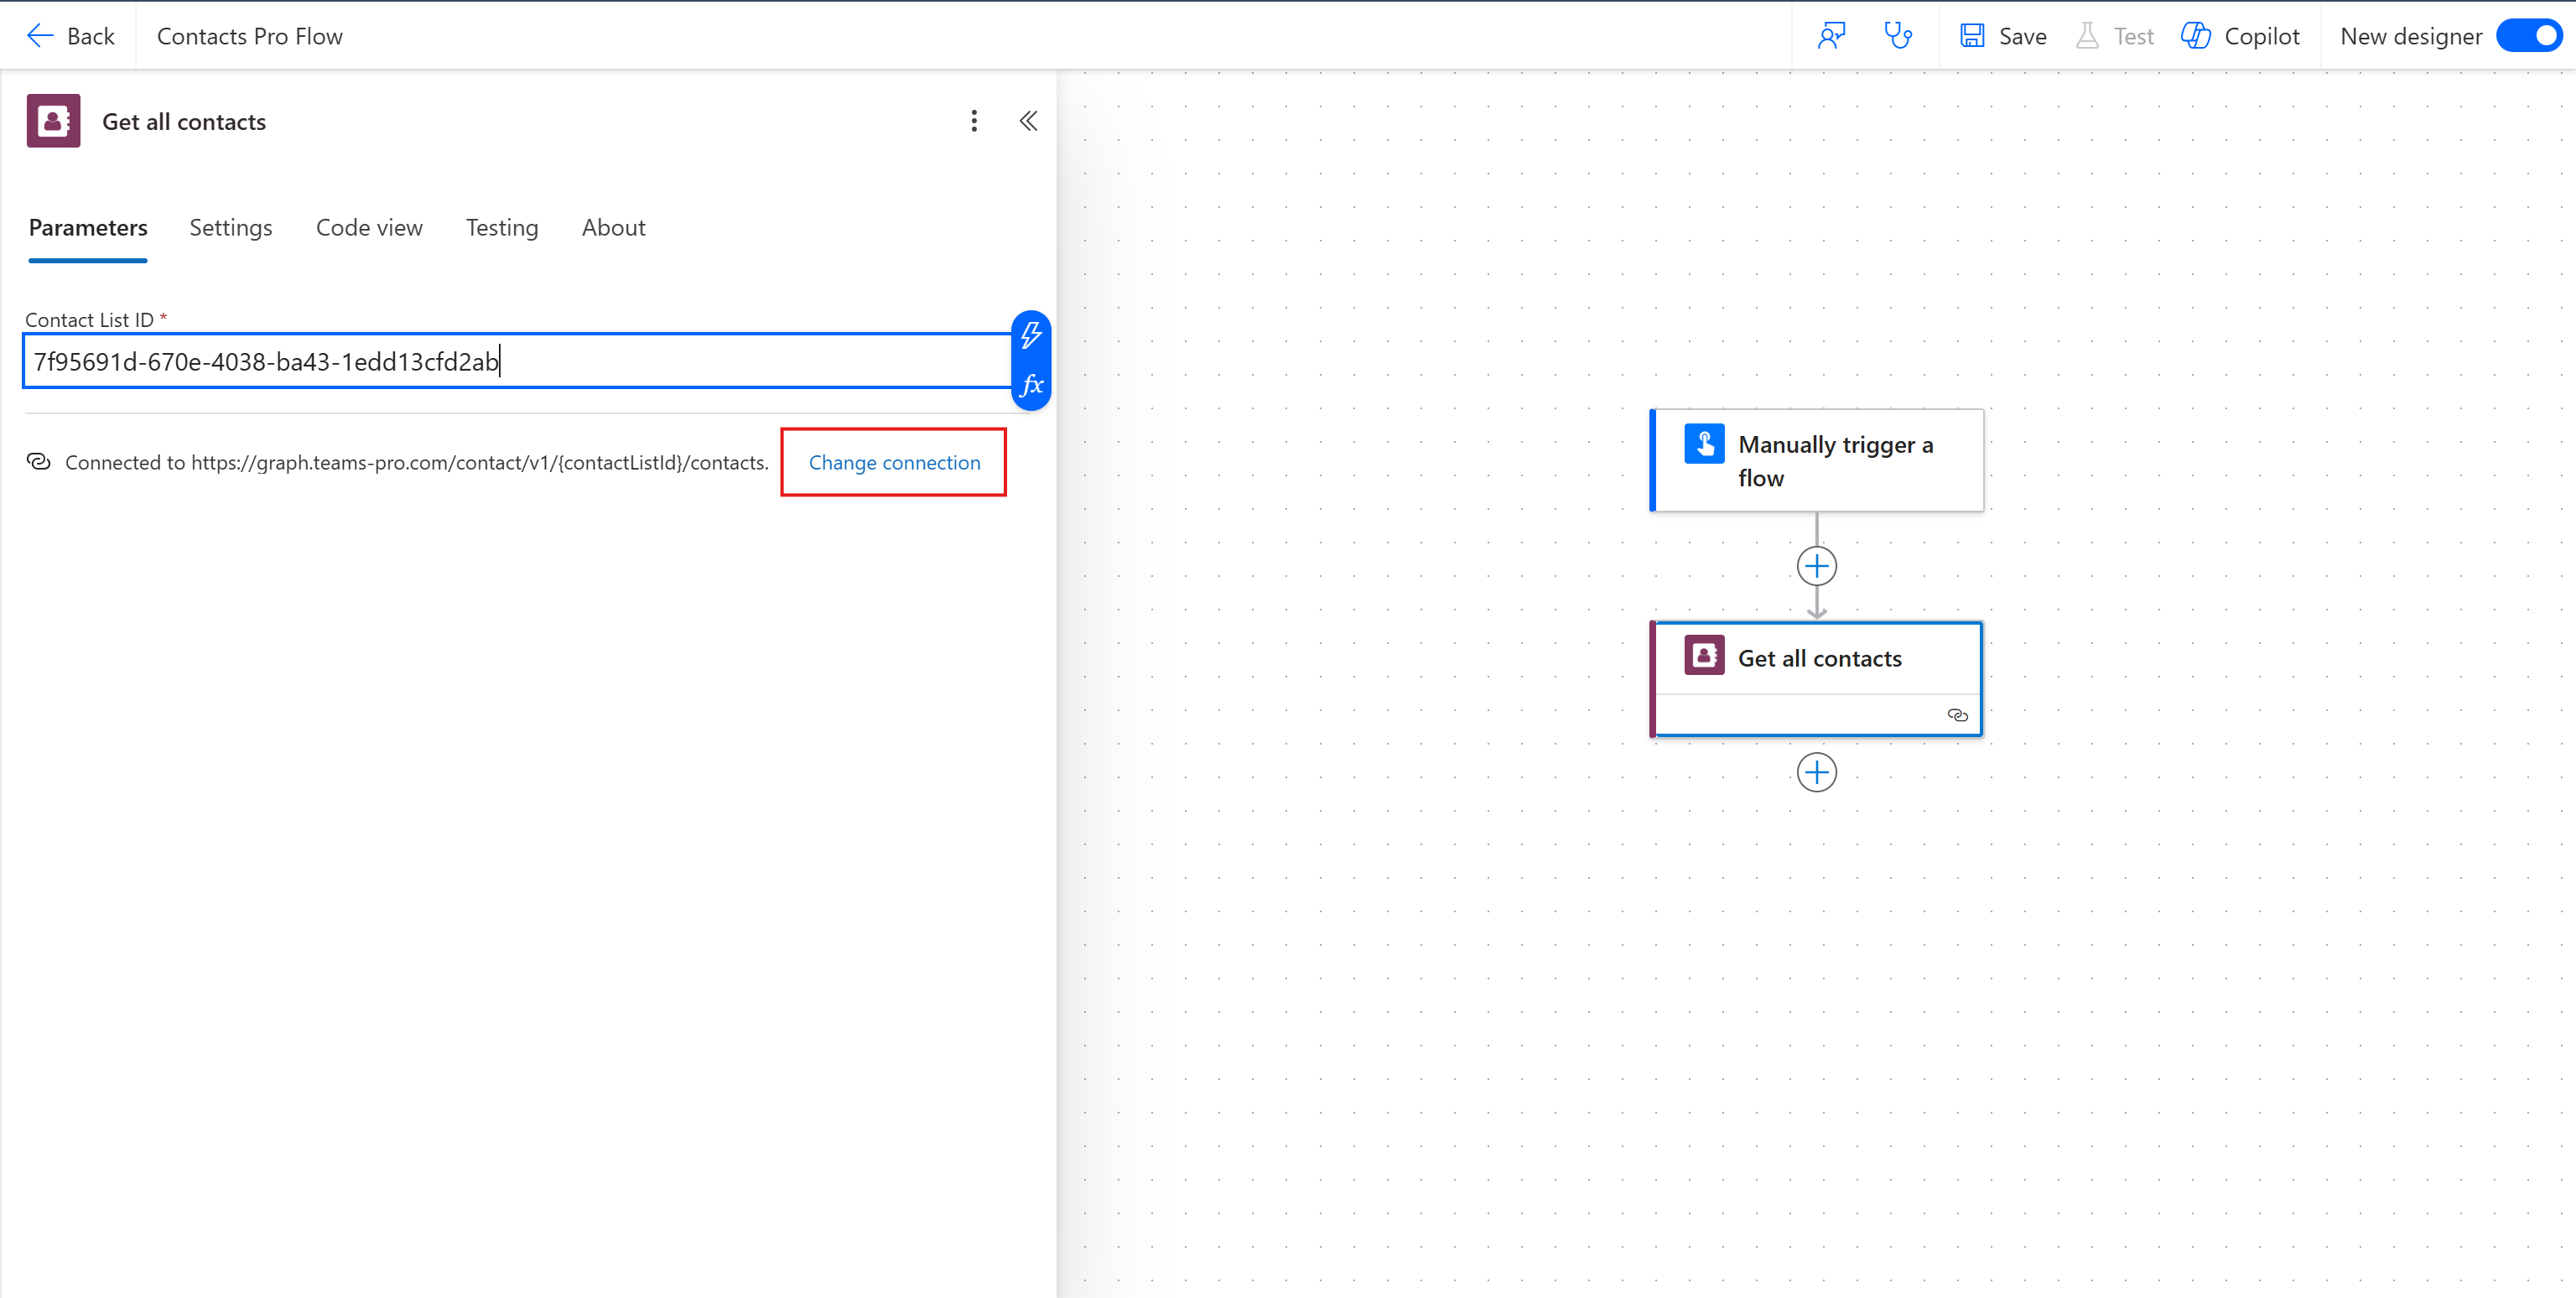 Back
Contacts Pro Flow
Save
Test
Copilot
New designer
Get all contacts
Parameters
Settings
Code view
Testing
About
Contact List ID *
7f95691d-670e-4038-ba43-1edd13cfd2ab
fx
Connected to https://graph.teams-pro.com/contact/v1/{contactListId}/contacts.
Change connection
Manually trigger a
flow
Get all contacts